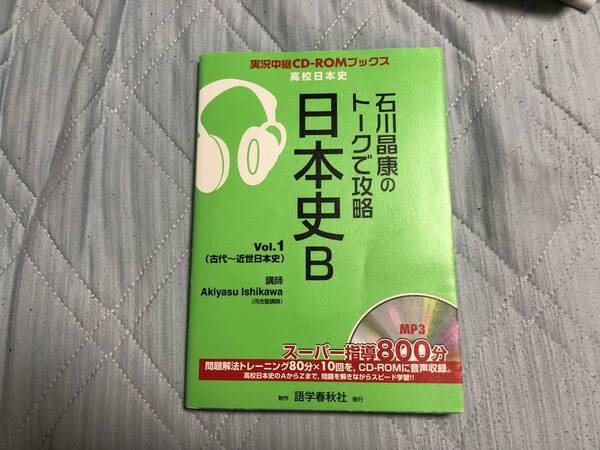 実況中継CD-ROMブックス
高校日本史
石川晶康の
トークで攻略
日本史B
Vol.1
(古代〜近世日本史)
講師
Akiyasu Ishikawa
(河合塾講師)
MP3
スーパー指導800分
問題解法トレーニング80分×10回を、CD-ROMに音声収録。
高校日本史のAからZまで、問題を解きながらスピード学習!!
制作 語学春秋社 発行